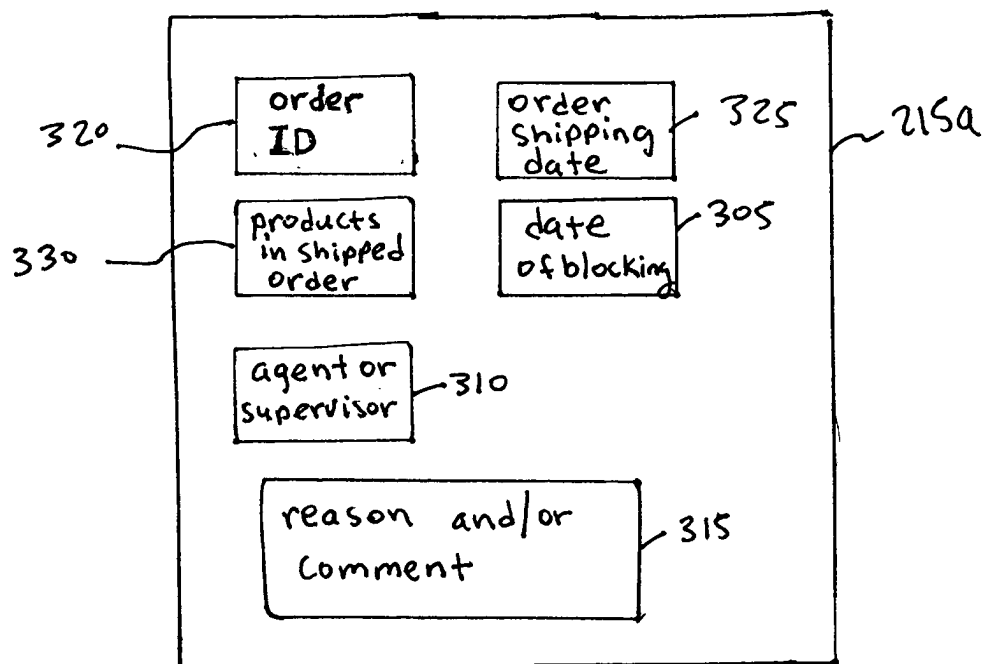 order
ID
320
order
shipping
date
325
215a
products
in shipped
order
330
date
of blocking
305
agent or
supervisor
310
reason and/or
comment
315